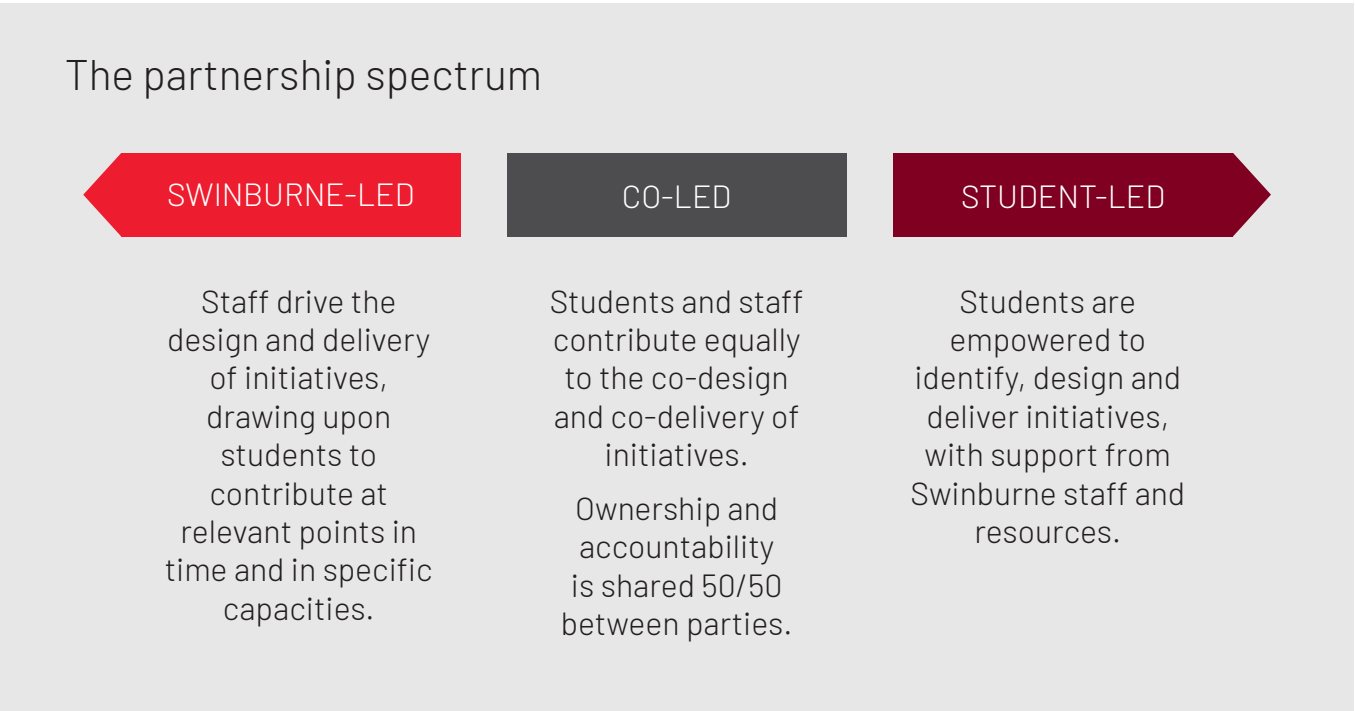 The partnership spectrum
SWINBURNE-LED
Staff drive the
design and delivery
of initiatives,
drawing upon
students to
contribute at
relevant points in
time and in specific
capacities.
CO-LED
Students and staff
contribute equally
to the co-design
and co-delivery of
initiatives.
Ownership and
accountability
is shared 50/50
between parties.
STUDENT-LED
Students are
empowered to
identify, design and
deliver initiatives,
with support from
Swinburne staff and
resources.